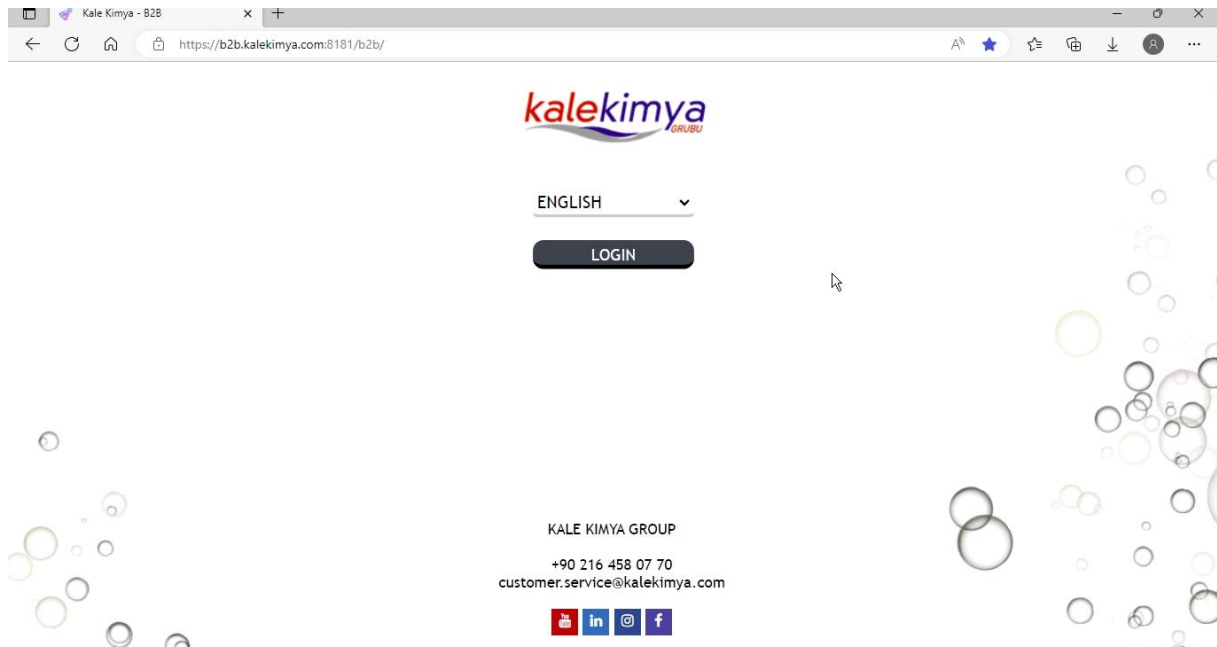 Kale Kimya - B2B
https://b2b.kalekimya.com:8181/b2b/
kalekimya
GRUBU
ENGLISH
LOGIN
KALE KIMYA GROUP
+90 216 458 07 70
customer.service@kalekimya.com